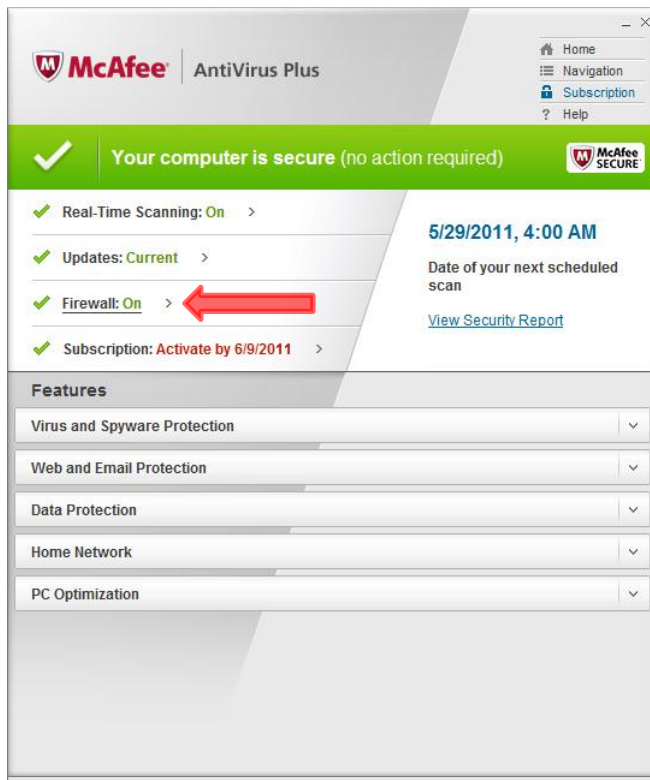 McAfee AntiVirus Plus
Home
Navigation
Subscription
? Help
Your computer is secure (no action required)
McAfee
SECURE
Real-Time Scanning: On >
Updates: Current >
Firewall: On >
Subscription: Activate by 6/9/2011 >
5/29/2011, 4:00 AM
Date of your next scheduled
scan
View Security Report
Features
Virus and Spyware Protection
Web and Email Protection
Data Protection
Home Network
PC Optimization